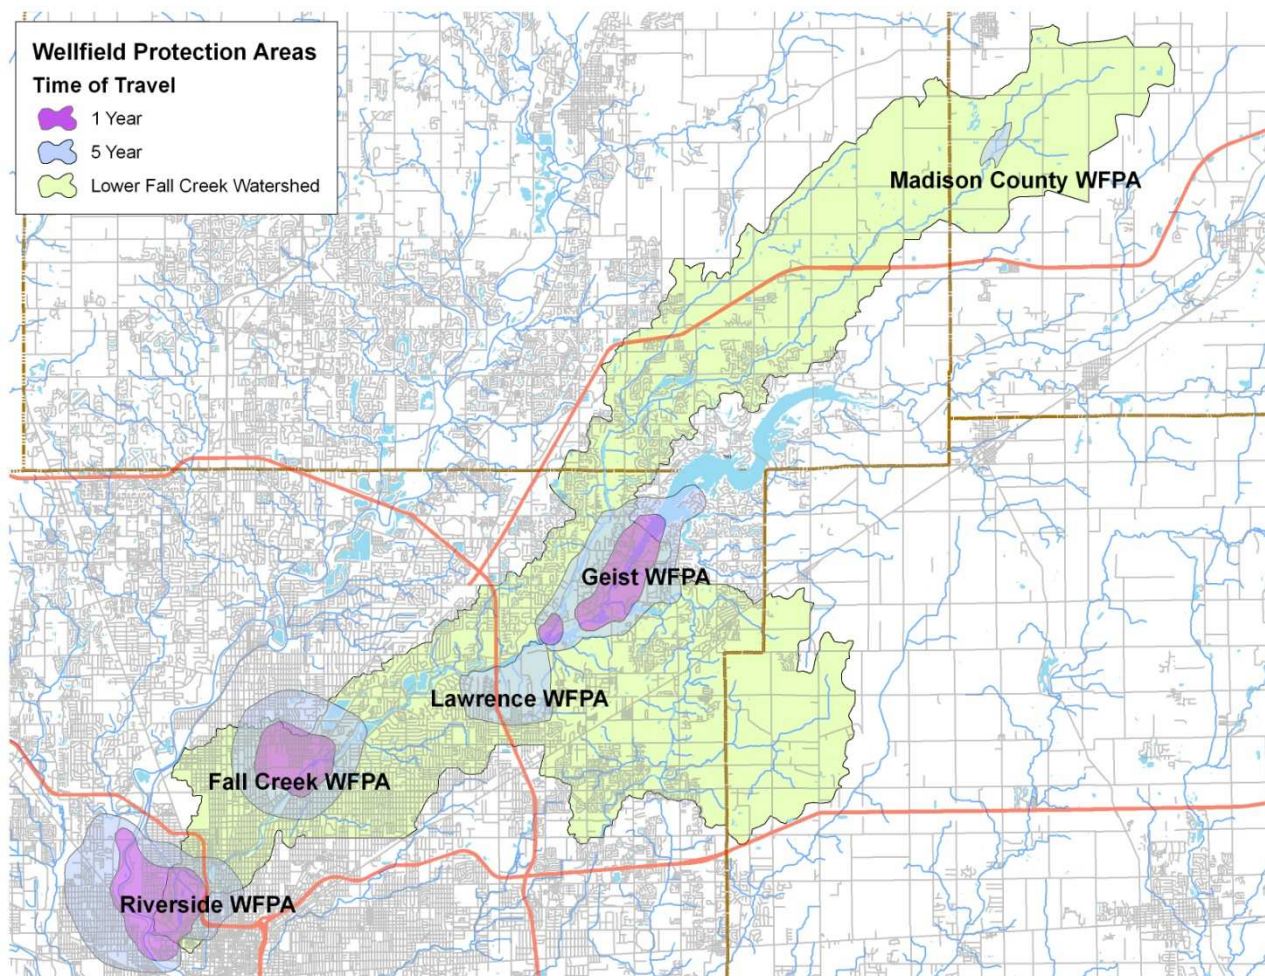 Wellfield Protection Areas
Time of Travel
1 Year
5 Year
Lower Fall Creek Watershed
Madison County WFPA
Geist WFPA
Lawrence WFPA
Fall Creek WFPA
Riverside WFPA